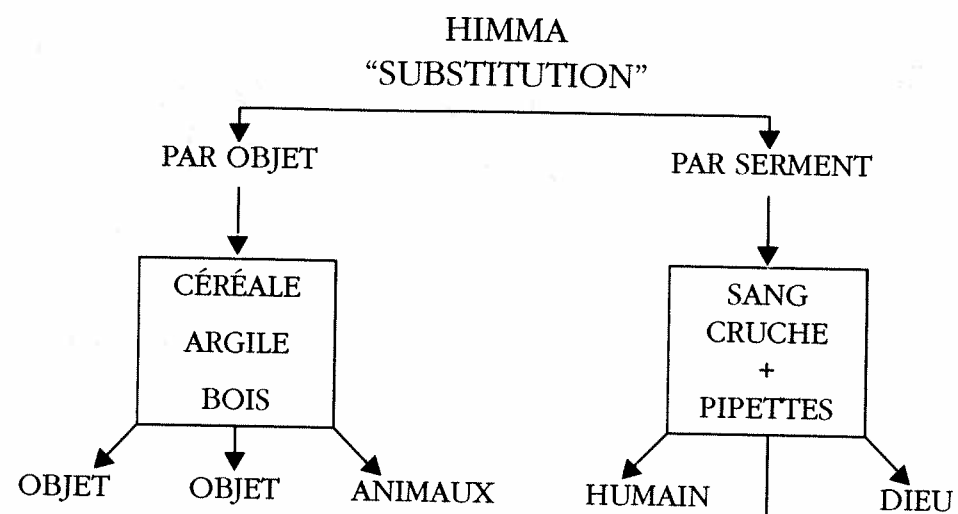 HIMMA
“SUBSTITUTION”
PAR OBJET
PAR SERMENT
CÉRÉALE
ARGILE
BOIS
SANG
CRUCHE
+
PIPETTES
OBJET
OBJET
ANIMAUX
HUMAIN
DIEU